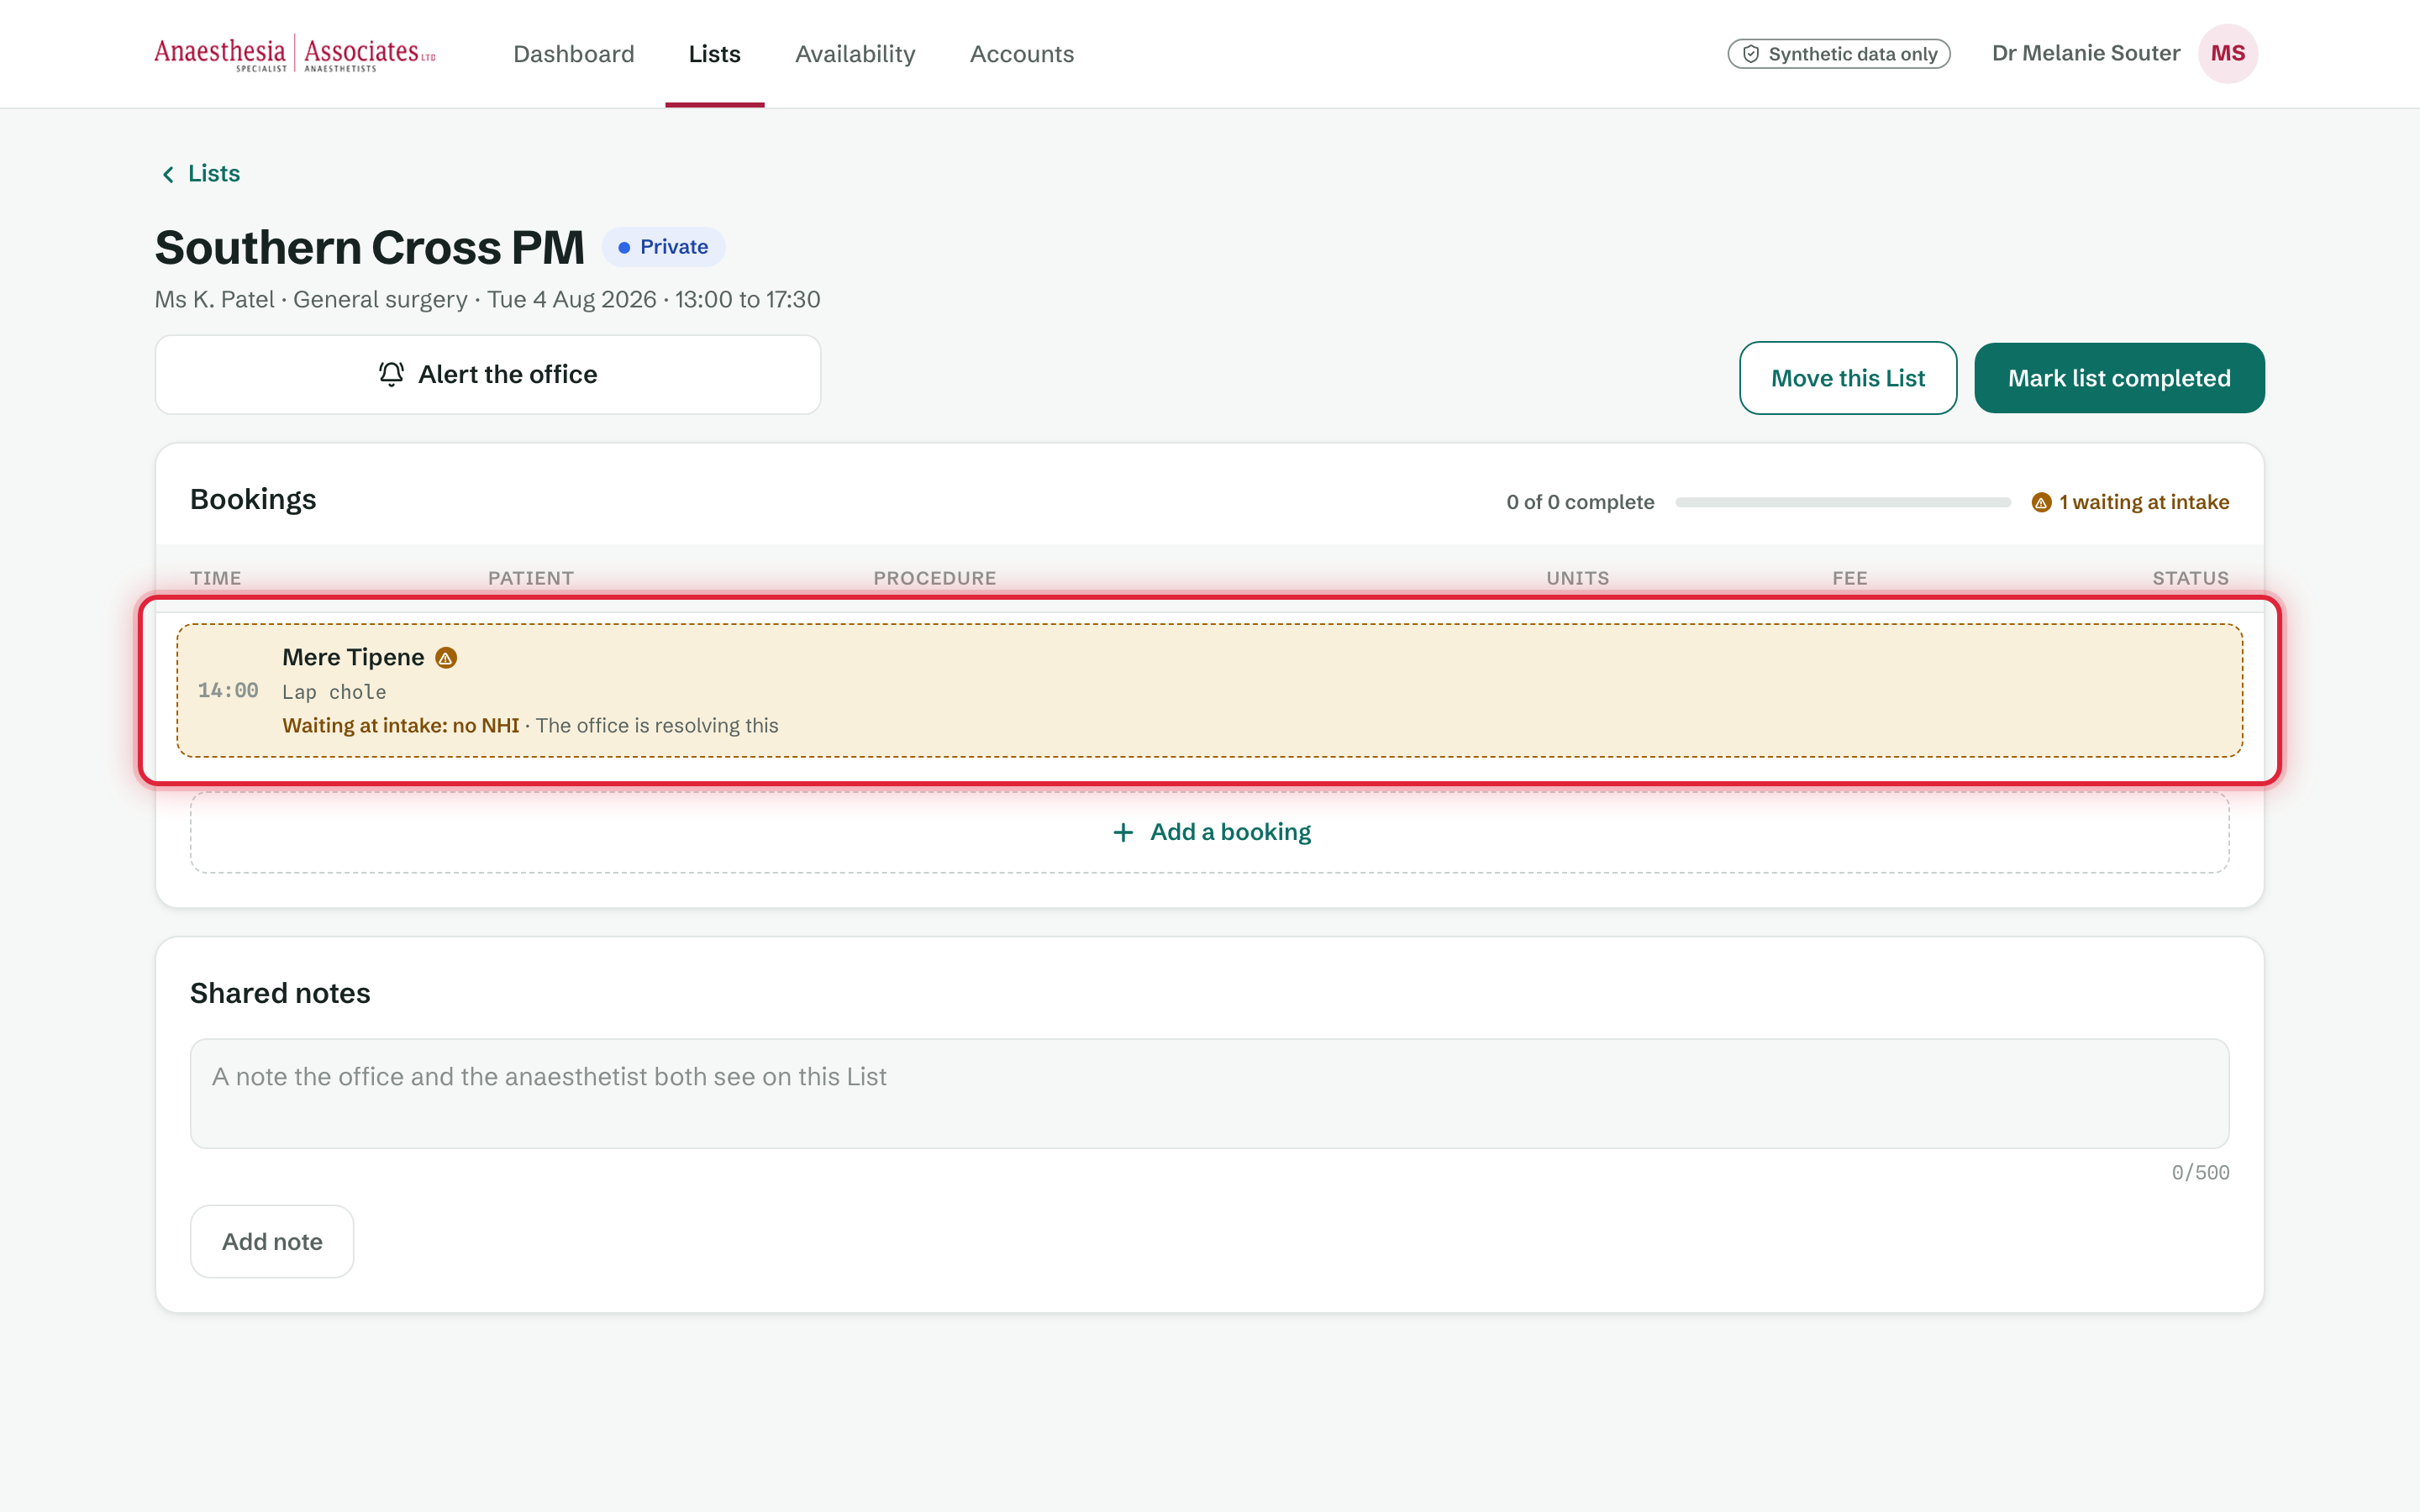 Anaesthesia Associates LTD
SPECIALIST ANAESTHETISTS
Dashboard
Lists
Availability
Accounts
Synthetic data only
Dr Melanie Souter
MS
Lists
Southern Cross PM
Private
Ms K. Patel · General surgery · Tue 4 Aug 2026 · 13:00 to 17:30
Alert the office
Move this List
Mark list completed
Bookings
0 of 0 complete
1 waiting at intake
TIME
PATIENT
PROCEDURE
UNITS
FEE
STATUS
14:00
Mere Tipene
Lap chole
Waiting at intake: no NHI · The office is resolving this
+ Add a booking
Shared notes
A note the office and the anaesthetist both see on this List
0/500
Add note